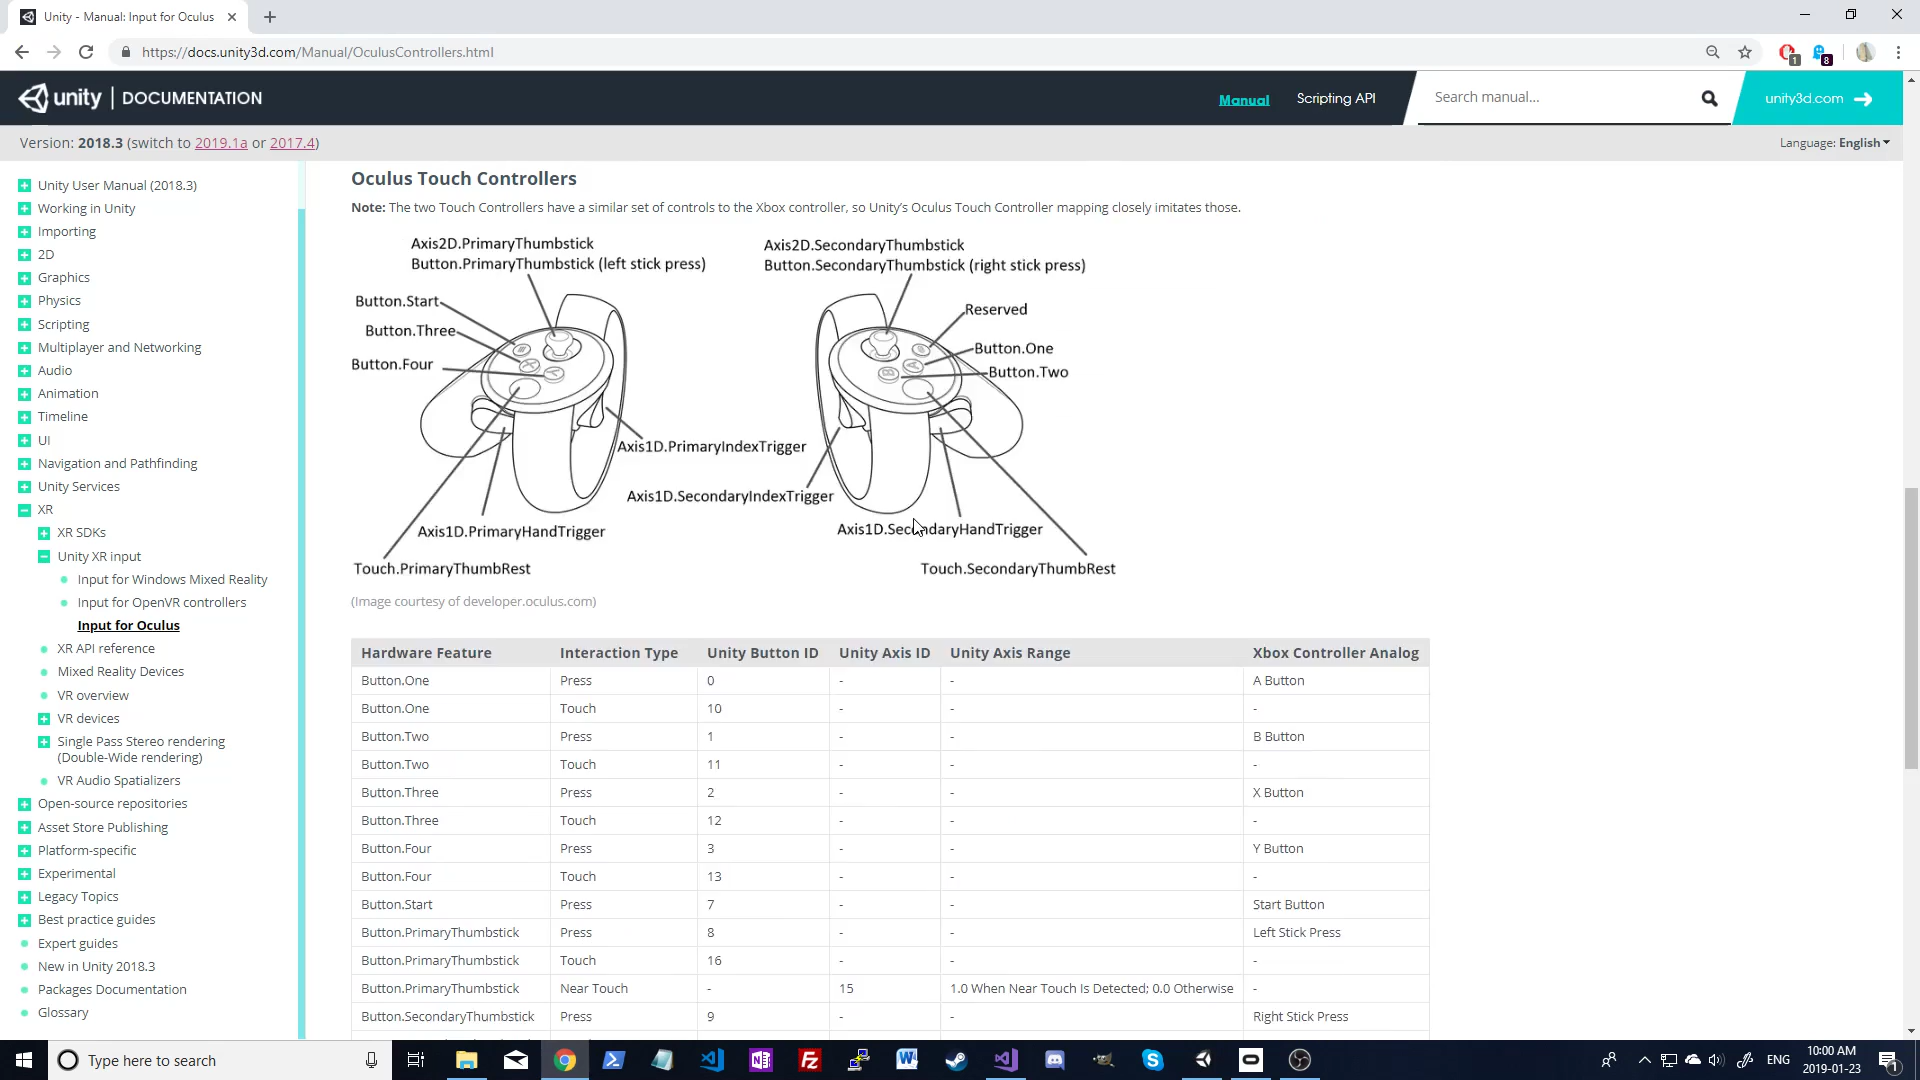 Unity - Manual: Input for Oculus
https://docs.unity3d.com/Manual/OculusControllers.html
1
8
unity | DOCUMENTATION
Manual
Scripting API
Search manual...
unity3d.com
Version: 2018.3 (switch to 2019.1a or 2017.4)
Language: English
Unity User Manual (2018.3)
Working in Unity
Importing
2D
Graphics
Physics
Scripting
Multiplayer and Networking
Audio
Animation
Timeline
UI
Navigation and Pathfinding
Unity Services
XR
XR SDKs
Unity XR input
Input for Windows Mixed Reality
Input for OpenVR controllers
Input for Oculus
XR API reference
Mixed Reality Devices
VR overview
VR devices
Single Pass Stereo rendering
(Double-Wide rendering)
VR Audio Spatializers
Open-source repositories
Asset Store Publishing
Platform-specific
Experimental
Legacy Topics
Best practice guides
Expert guides
New in Unity 2018.3
Packages Documentation
Glossary
Oculus Touch Controllers
Note: The two Touch Controllers have a similar set of controls to the Xbox controller, so Unity's Oculus Touch Controller mapping closely imitates those.
Axis2D.PrimaryThumbstick
Button.PrimaryThumbstick (left stick press)
Axis2D.SecondaryThumbstick
Button.SecondaryThumbstick (right stick press)
Button.Start
Button.Three
Button.Four
Reserved
Button.One
Button.Two
X
Y
A
B
Axis1D.PrimaryIndexTrigger
Axis1D.SecondaryIndexTrigger
Axis1D.PrimaryHandTrigger
Axis1D.SecondaryHandTrigger
Touch.PrimaryThumbRest
Touch.SecondaryThumbRest
(Image courtesy of developer.oculus.com)
Hardware Feature Interaction Type Unity Button ID Unity Axis ID Unity Axis Range Xbox Controller Analog
Button.One Press 0 - - A Button
Button.One Touch 10 - - -
Button.Two Press 1 - - B Button
Button.Two Touch 11 - - -
Button.Three Press 2 - - X Button
Button.Three Touch 12 - - -
Button.Four Press 3 - - Y Button
Button.Four Touch 13 - - -
Button.Start Press 7 - - Start Button
Button.PrimaryThumbstick Press 8 - - Left Stick Press
Button.PrimaryThumbstick Touch 16 - - -
Button.PrimaryThumbstick Near Touch - 15 1.0 When Near Touch Is Detected; 0.0 Otherwise -
Button.SecondaryThumbstick Press 9 - - Right Stick Press
Type here to search
ENG
10:00 AM
2019-01-23
1